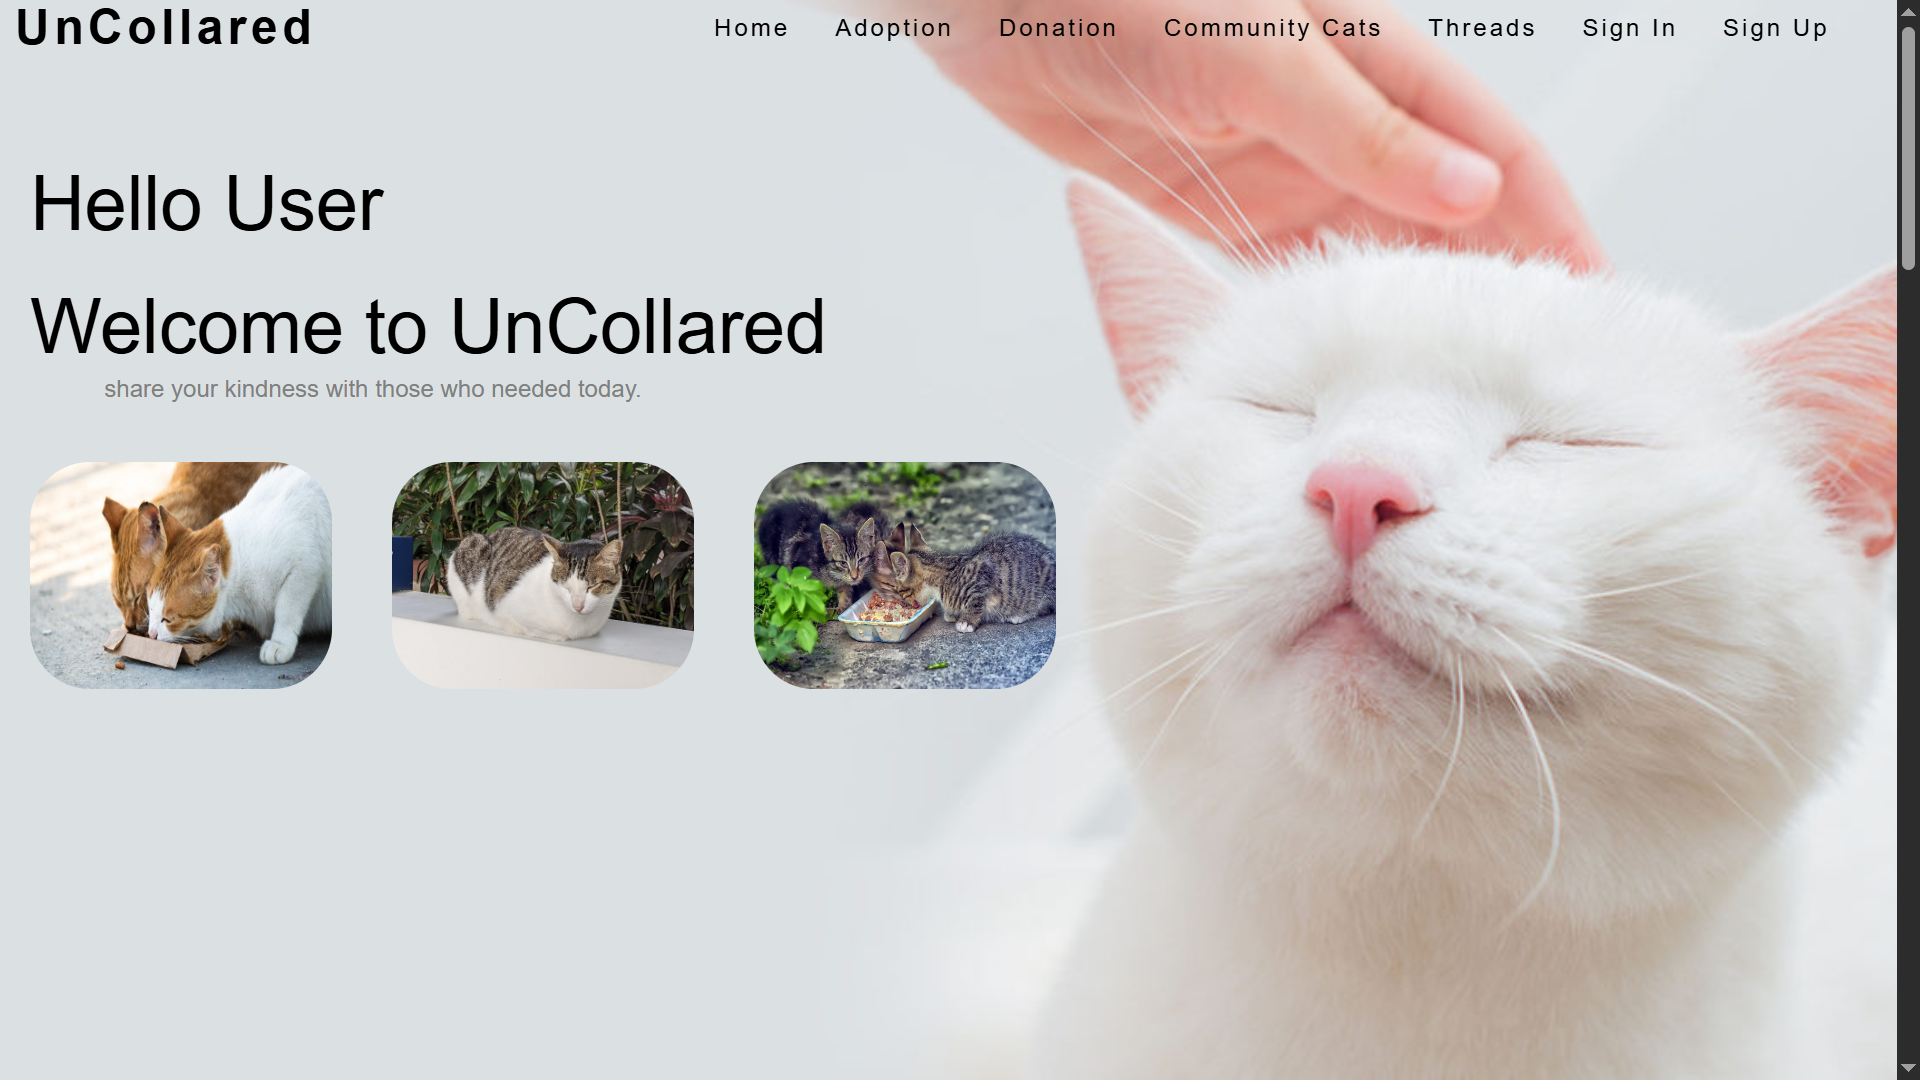 UnCollared
Home Adoption Donation Community Cats Threads Sign In Sign Up
Hello User
Welcome to UnCollared
share your kindness with those who needed today.